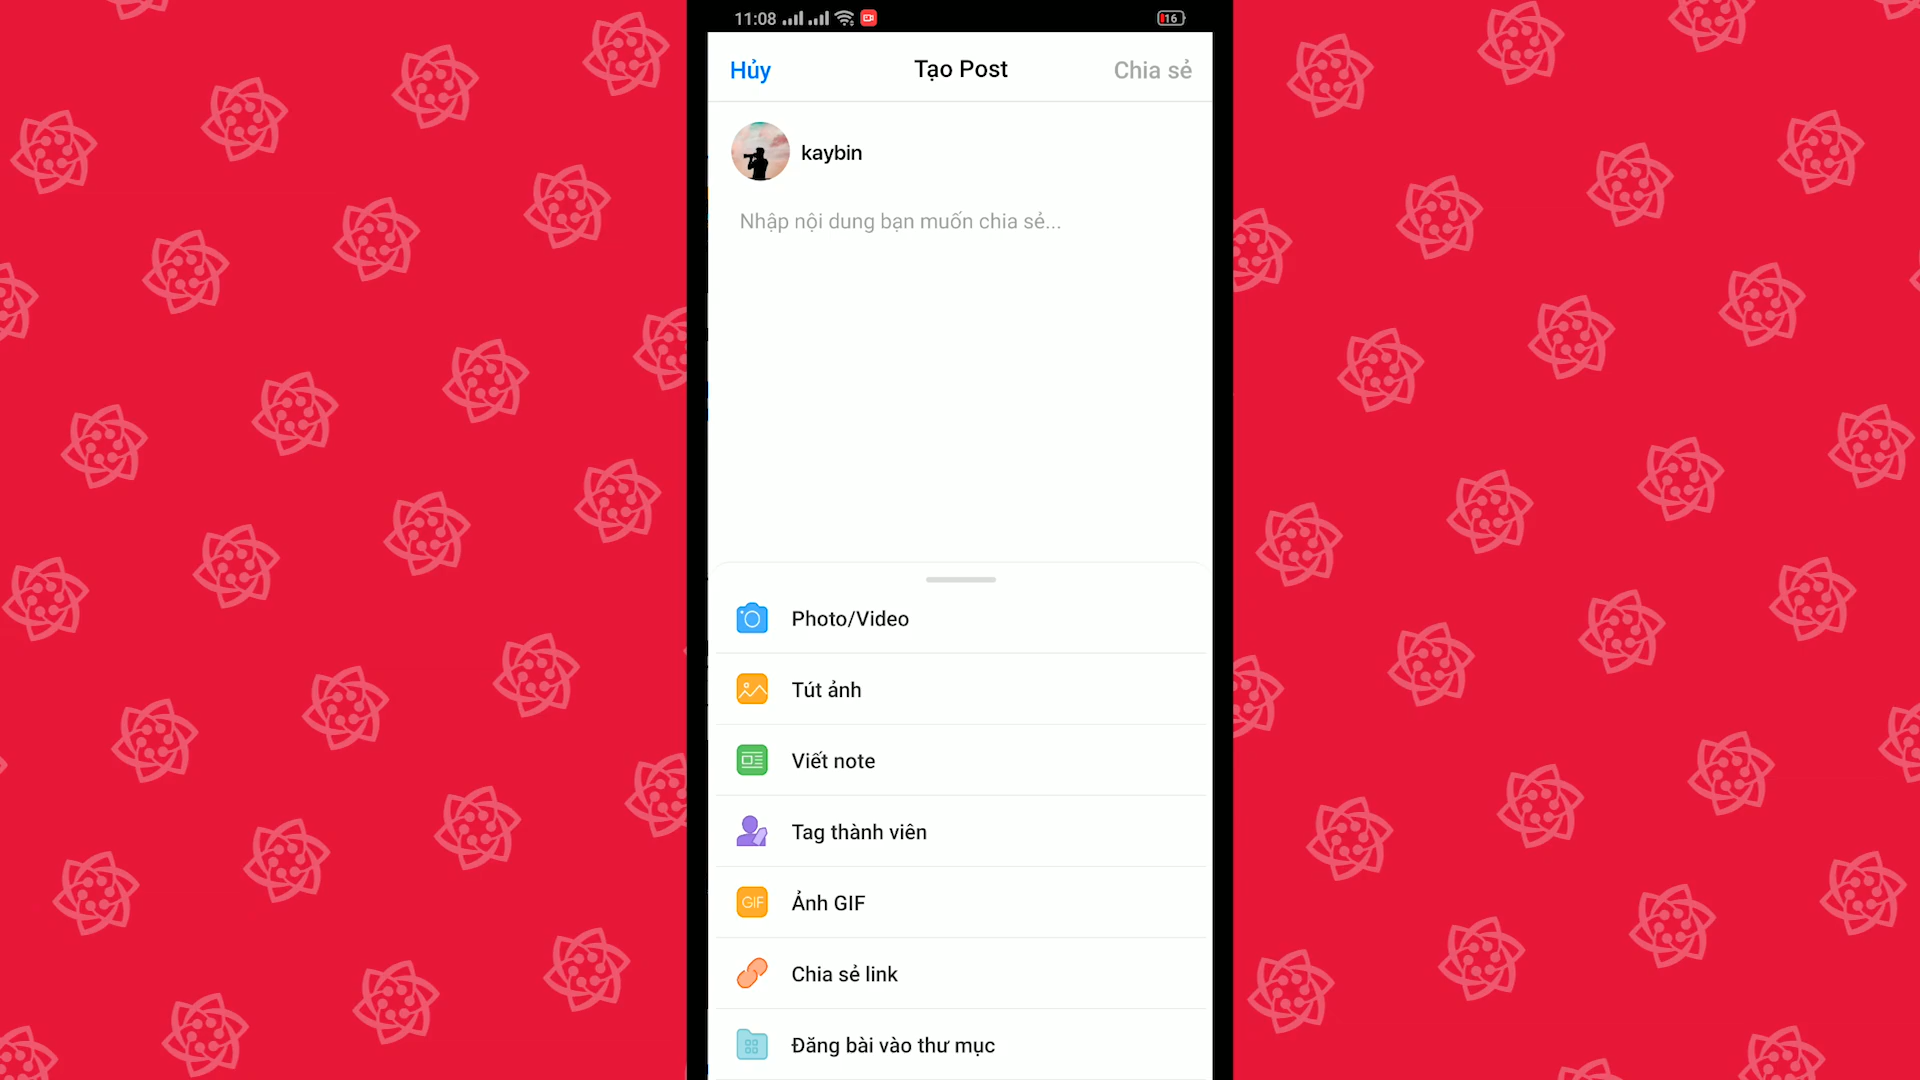 11:08
16
Hủy
Tạo Post
Chia sẻ
kaybin
Nhập nội dung bạn muốn chia sẻ...
Photo/Video
Tút ảnh
Viết note
Tag thành viên
GIF
Ảnh GIF
Chia sẻ link
Đăng bài vào thư mục